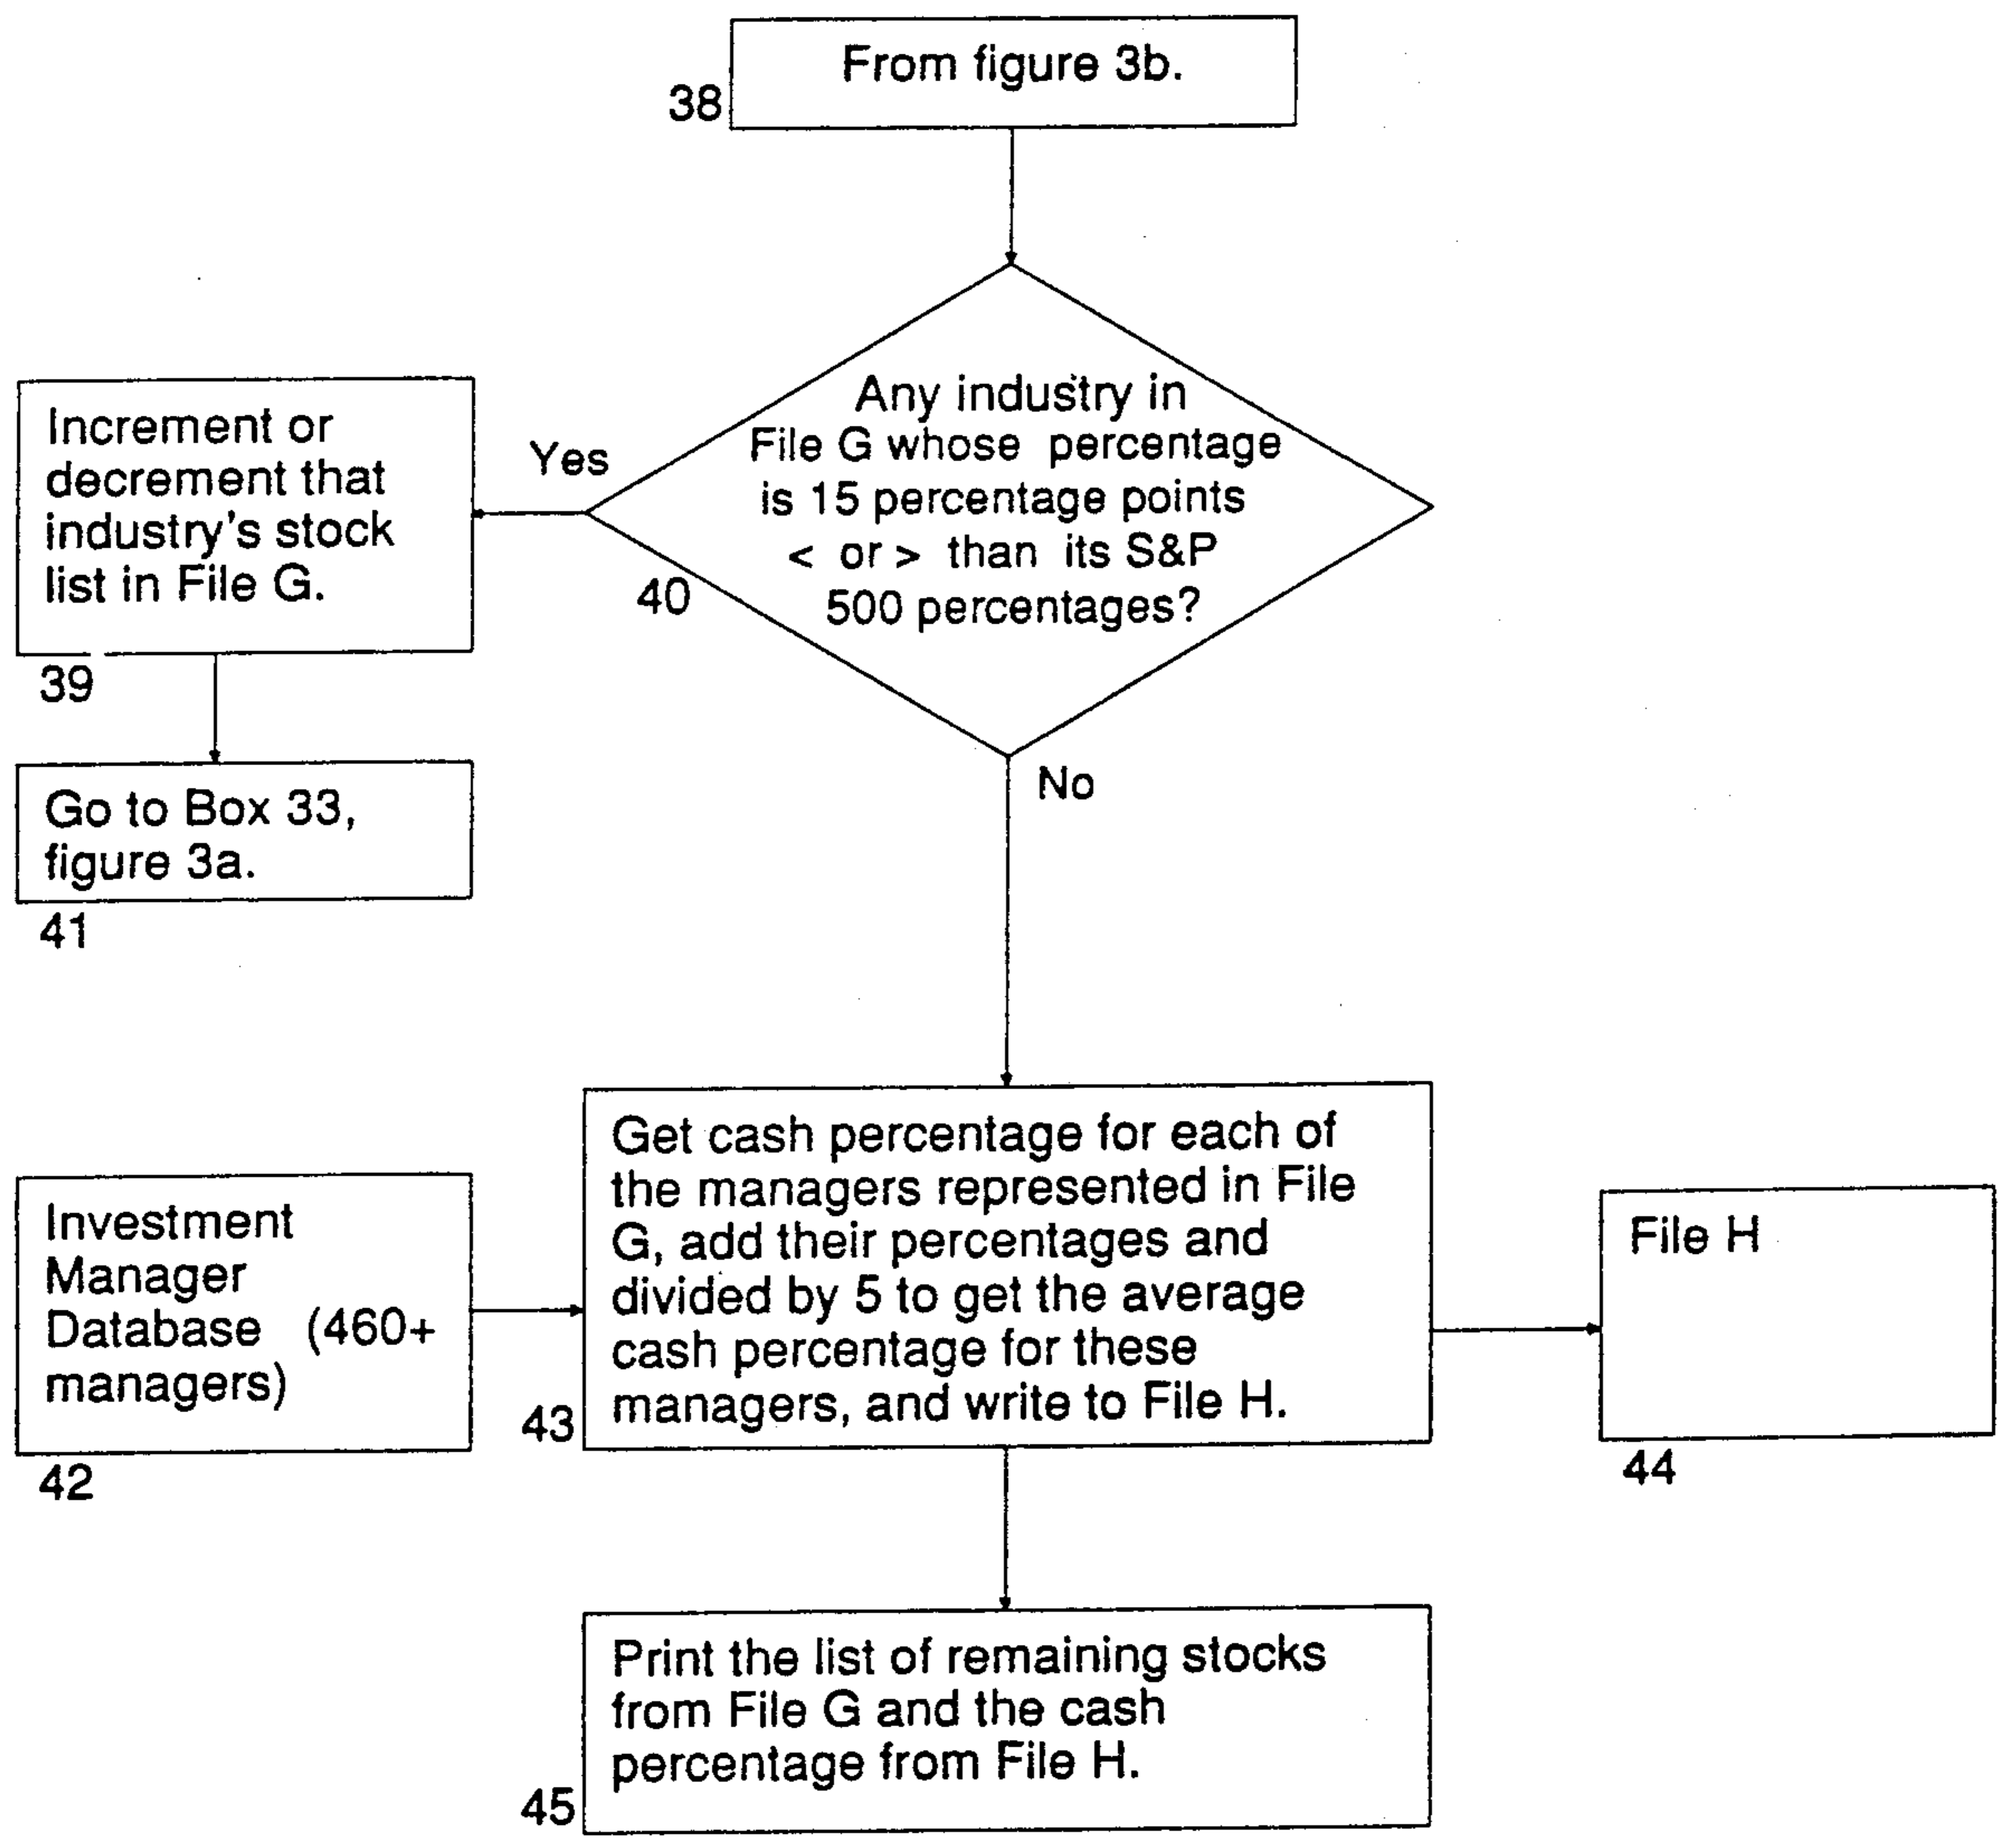 From figure 3b.
38
Any industry in
File G whose percentage
is 15 percentage points
< or > than its S&P
500 percentages?
40
Yes
Increment or
decrement that
industry's stock
list in File G.
39
Go to Box 33,
figure 3a.
41
No
Investment
Manager
Database (460+
managers)
42
Get cash percentage for each of
the managers represented in File
G, add their percentages and
divided by 5 to get the average
cash percentage for these
managers, and write to File H.
43
File H
44
Print the list of remaining stocks
from File G and the cash
percentage from File H.
45